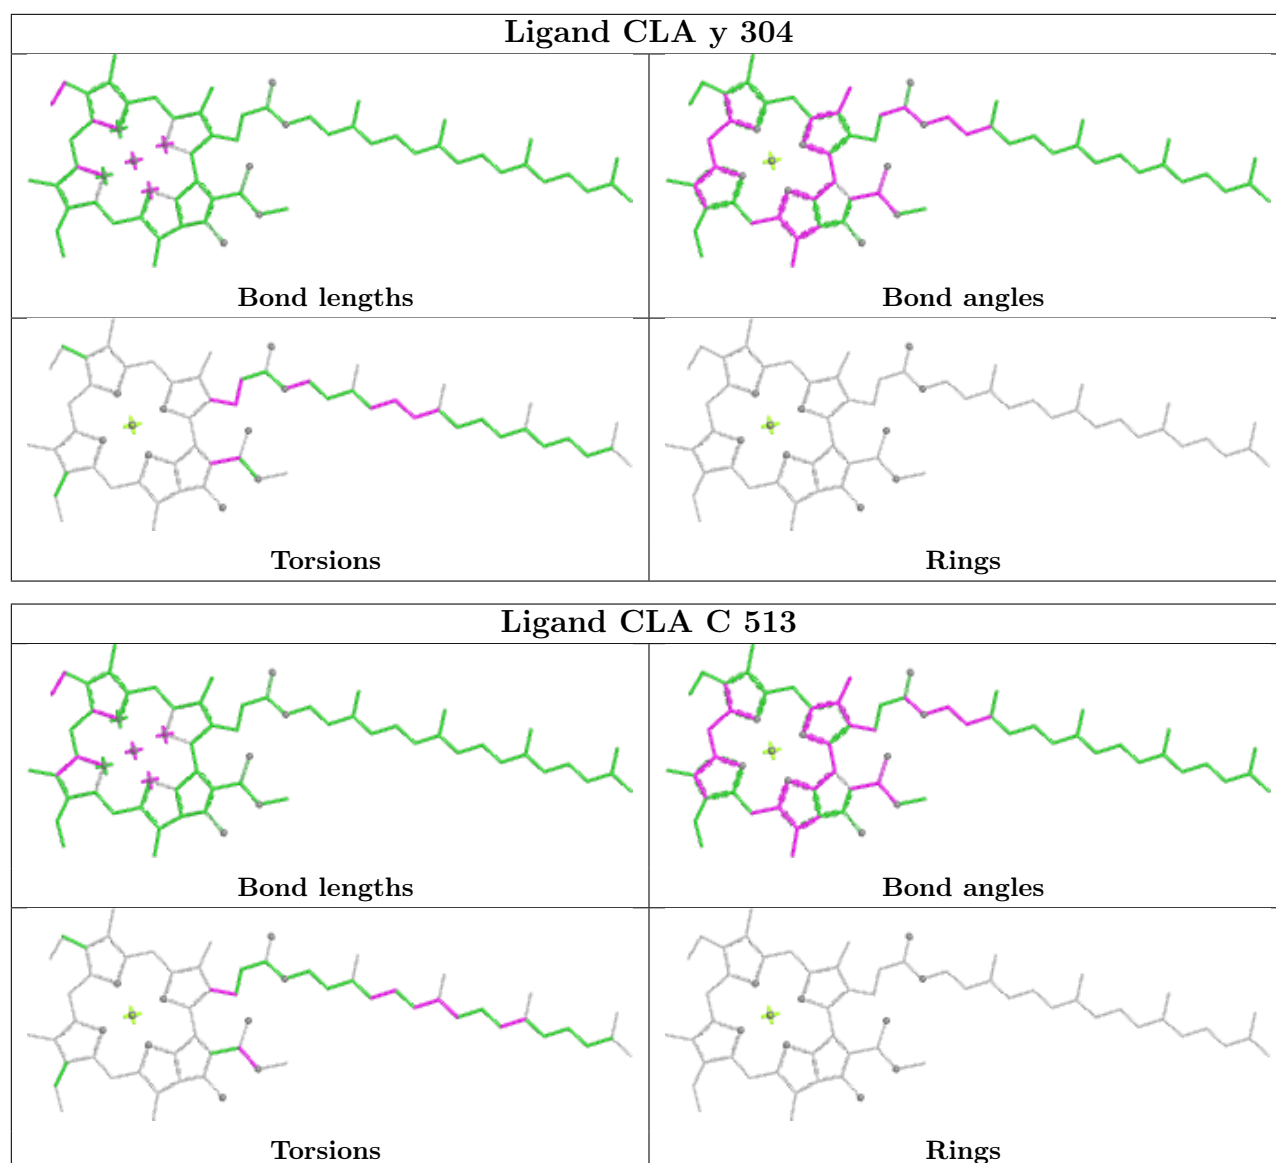 Ligand CLA y 304
Bond lengths
Bond angles
Torsions
Rings
Ligand CLA C 513
Bond lengths
Bond angles
Torsions
Rings